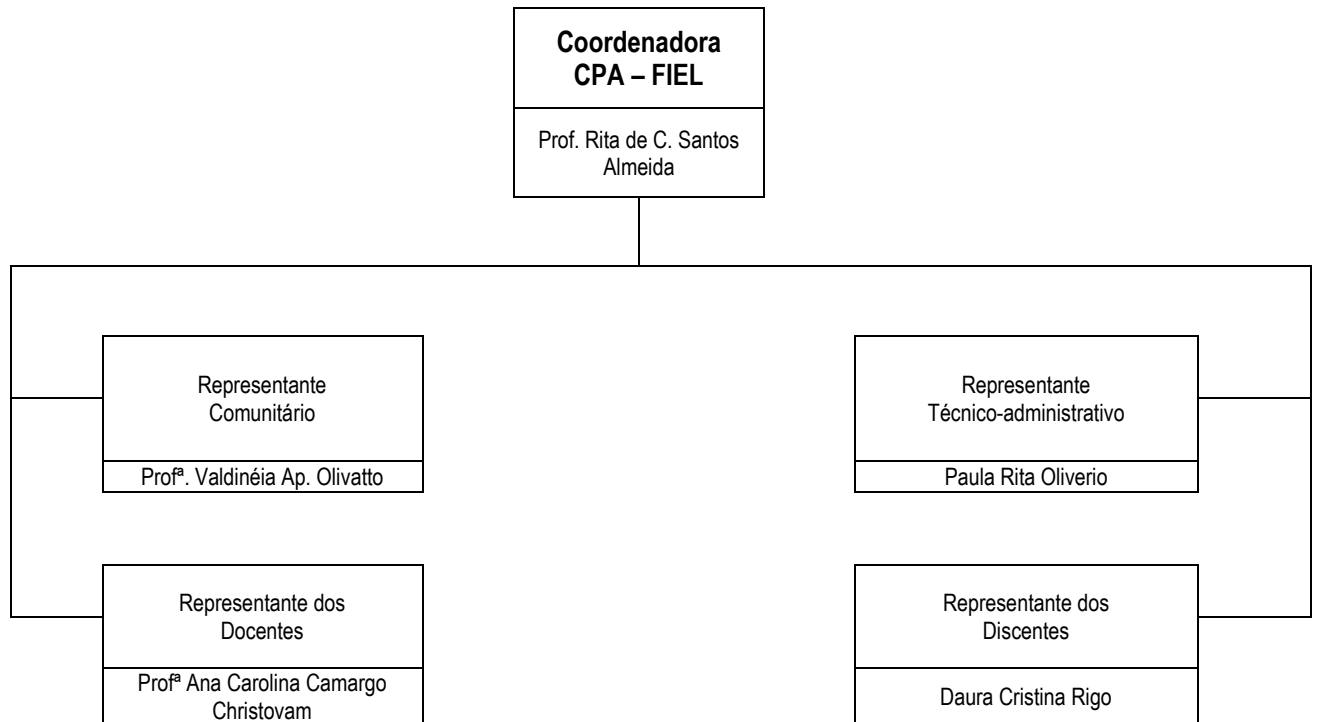 Coordenadora
CPA – FIEL
Prof. Rita de C. Santos
Almeida
Representante
Comunitário
Profª. Valdinéia Ap. Olivatto
Representante
Técnico-administrativo
Paula Rita Oliverio
Representante dos
Docentes
Profª Ana Carolina Camargo
Christovam
Representante dos
Discentes
Daura Cristina Rigo